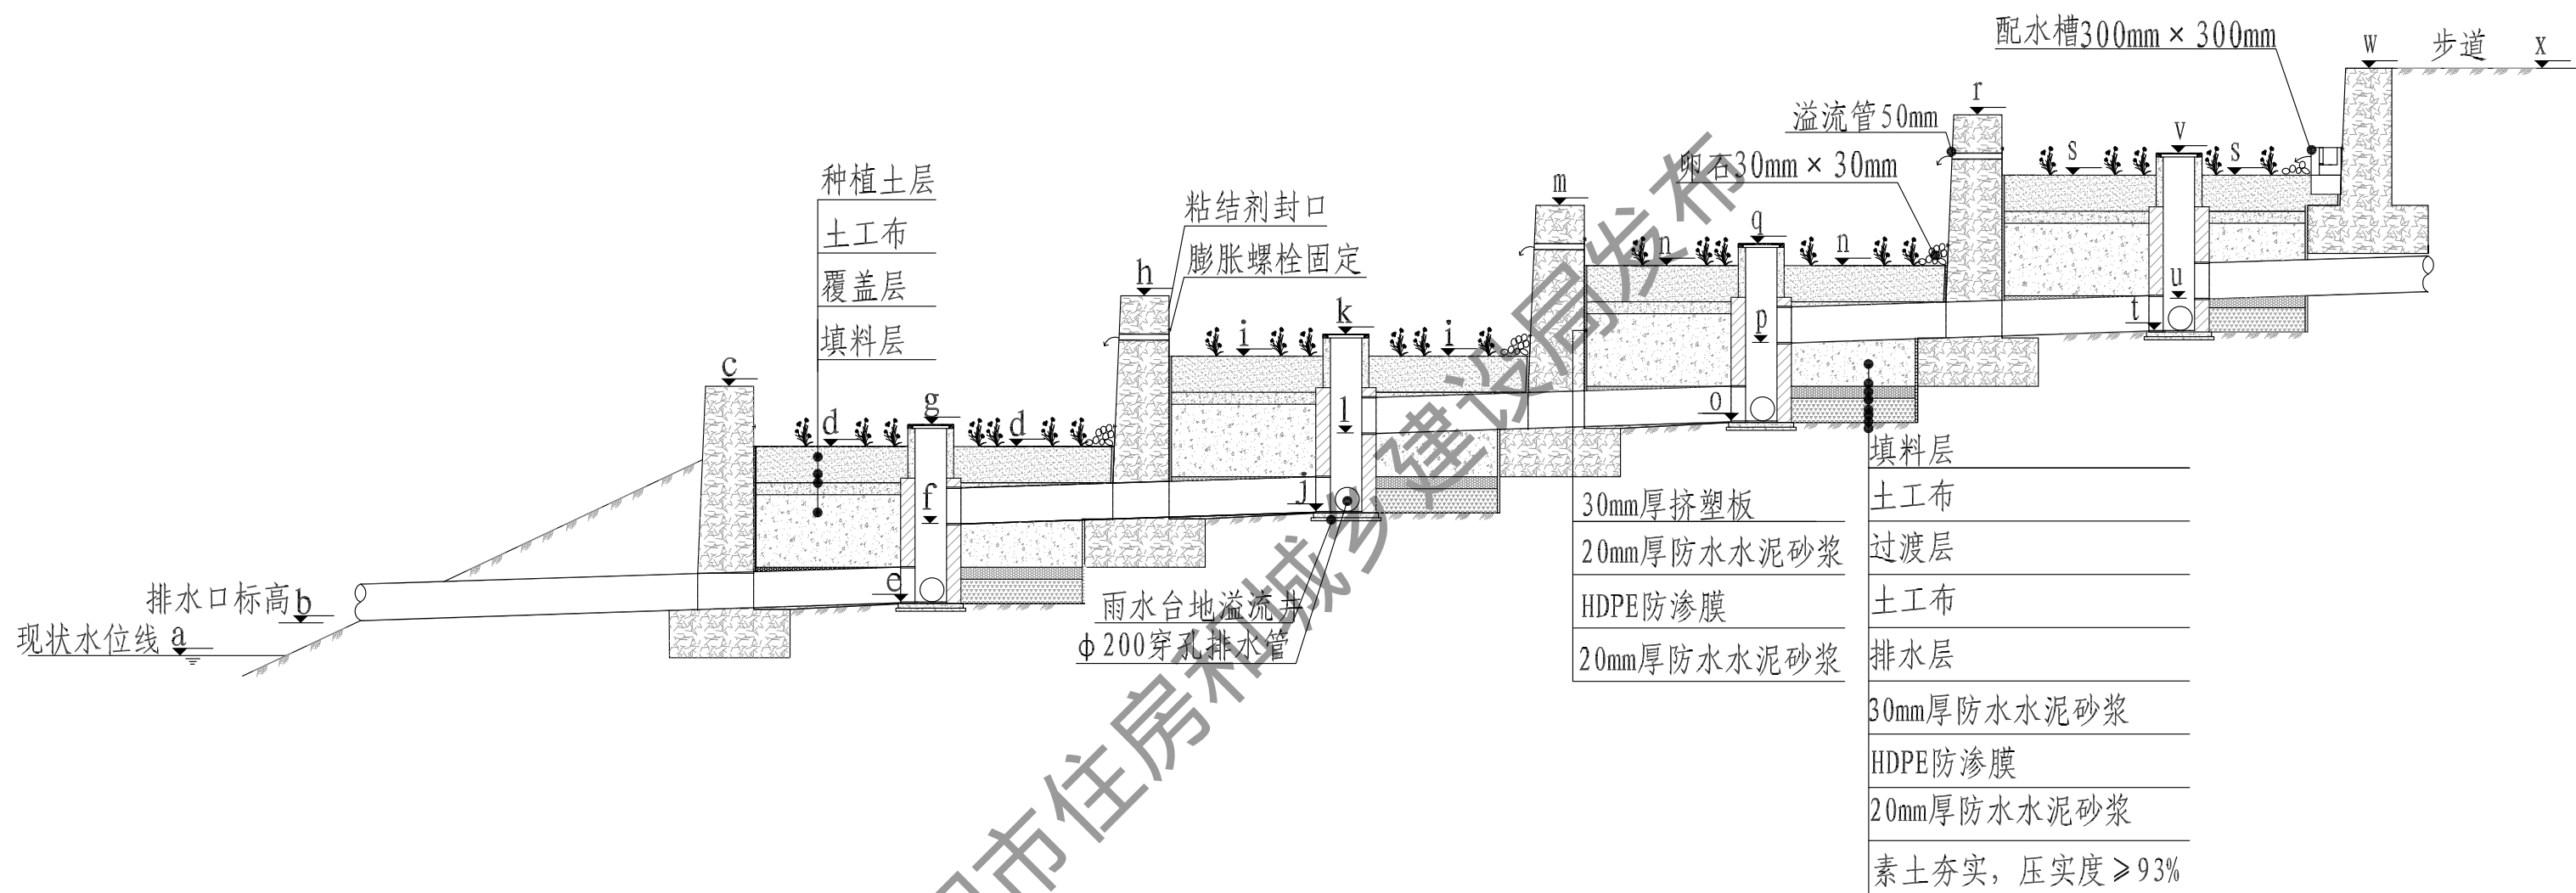 配水槽300mm × 300mm
w
步道
x
r
溢流管50mm
卵石30mm × 30mm
s
v
s
种植土层
土工布
覆盖层
填料层
粘结剂封口
膨胀螺栓固定
m
q
n
n
h
u
t
k
i
i
p
c
l
o
g
d
d
j
f
e
填料层
土工布
过渡层
土工布
排水层
30mm厚防水水泥砂浆
HDPE防渗膜
20mm厚防水水泥砂浆
素土夯实，压实度≥93%
30mm厚挤塑板
20mm厚防水水泥砂浆
HDPE防渗膜
20mm厚防水水泥砂浆
排水口标高b
现状水位线 a
雨水台地溢流井
φ200穿孔排水管
市住房和城乡建设局发布